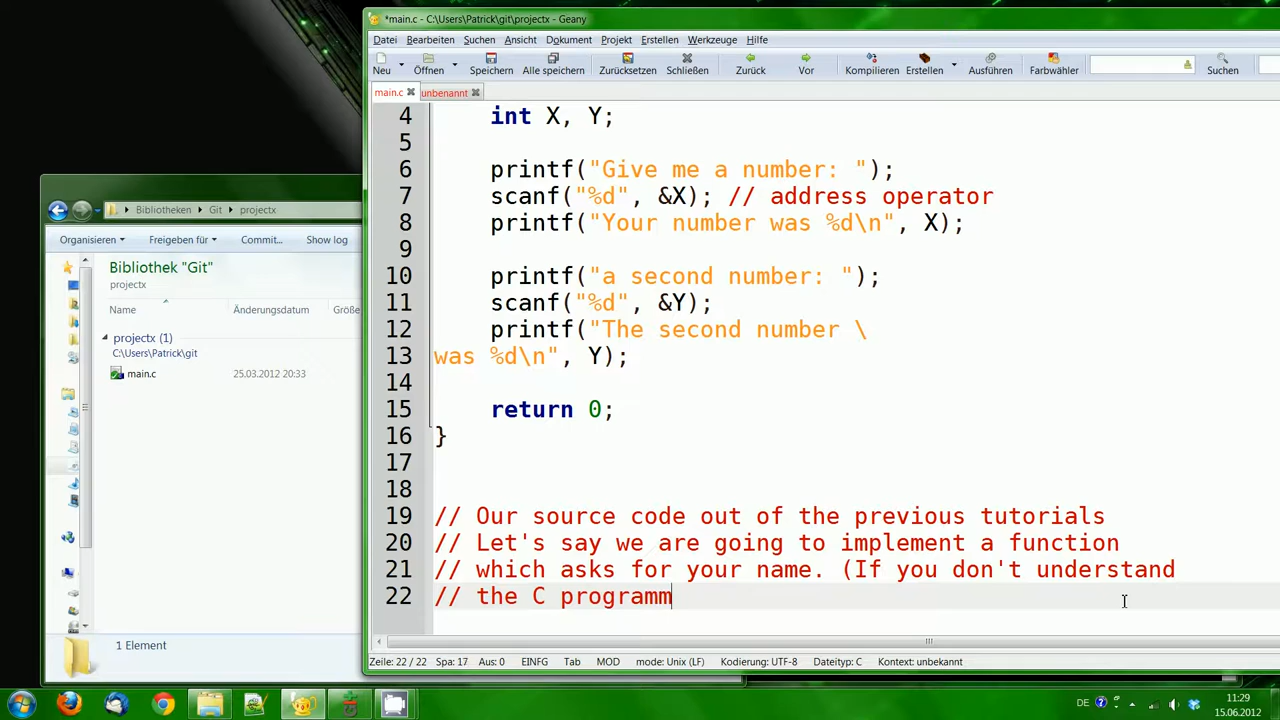 *main.c - C:\Users\Patrick\git\projectx - Geany
Datei Bearbeiten Suchen Ansicht Dokument Projekt Erstellen Werkzeuge Hilfe
Neu Öffnen Speichern Alle speichern Zurücksetzen Schließen Zurück Vor Kompilieren Erstellen Ausführen Farbwähler Suchen
main.c unbenannt
4 int X, Y;
5
6 printf("Give me a number: ");
7 scanf("%d", &X); // address operator
8 printf("Your number was %d\n", X);
9
10 printf("a second number: ");
11 scanf("%d", &Y);
12 printf("The second number \
13 was %d\n", Y);
14
15 return 0;
16 }
17
18
19 // Our source code out of the previous tutorials
20 // Let's say we are going to implement a function
21 // which asks for your name. (If you don't understand
22 // the C programm
Zeile: 22 / 22 Spa: 17 Aus: 0 EINFG Tab MOD mode: Unix (LF) Kodierung: UTF-8 Dateityp: C Kontext: unbekannt
Bibliotheken Git projectx
Organisieren Freigeben für Commit... Show log
Bibliothek "Git"
projectx
Name Änderungsdatum Größe
projectx (1)
C:\Users\Patrick\git
main.c 25.03.2012 20:33
1 Element
DE 11:29
15.06.2012